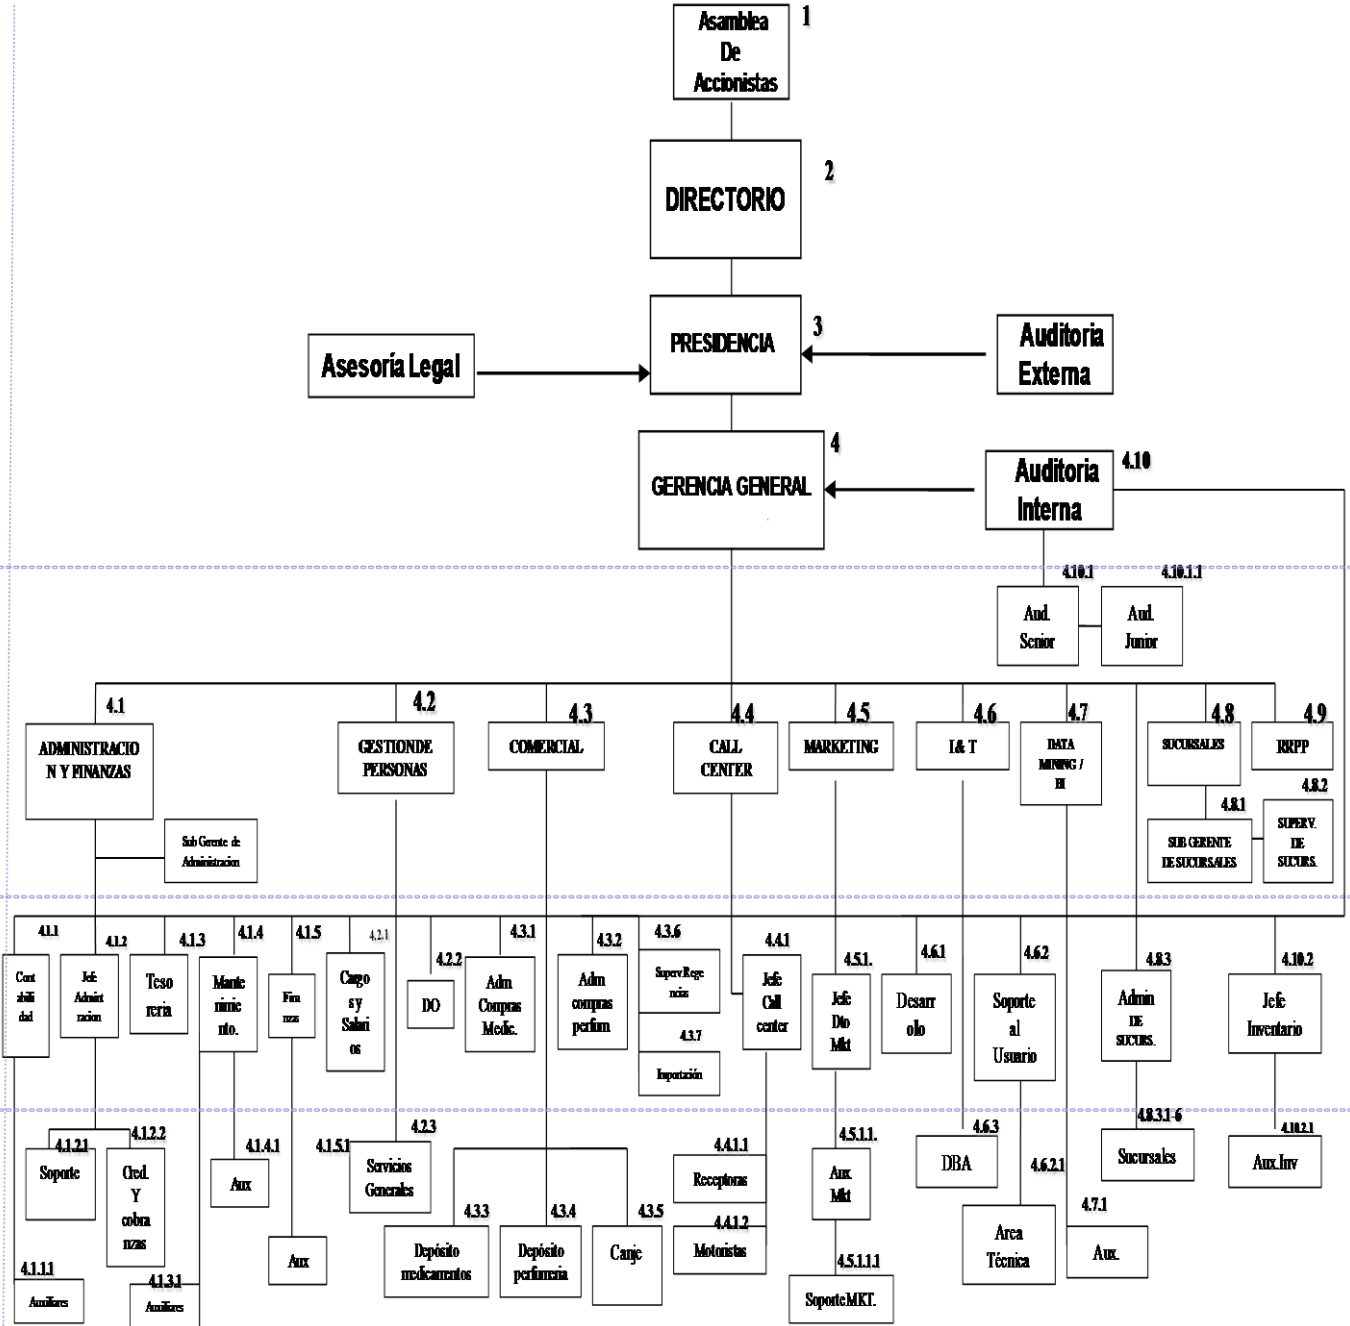 1
Asamblea
De
Accionistas
2
DIRECTORIO
3
PRESIDENCIA
Asesoría Legal
Auditoria
Externa
4
GERENCIA GENERAL
Auditoria
Interna
4.10
4.10.1
4.10.1.1
Aud.
Senior
Aud.
Junior
4.1
ADMINISTRACIO
N Y FINANZAS
4.2
GESTIONDE
PERSONAS
4.3
COMERCIAL
4.4
CALL
CENTER
4.5
MARKETING
4.6
I & T
4.7
DATA
MINING /
BI
4.8
SUCURSALES
4.9
RRPP
4.8.1
4.8.2
SUB GERENTE
DE SUCURSALES
SUPERV.
DE
SUCURS.
Sub Gerente de
Administracion
4.1.1
Cont
abili
dad
4.1.2
Jefe
Administ
racion
4.1.3
Teso
reria
4.1.4
Mante
nimie
nto.
4.1.5
Fina
nzas
4.2.1
Cargo
s y
Salari
os
4.2.2
DO
4.3.1
Adm
Compras
Medic.
4.3.2
Adm
compras
perfum
4.3.6
Superv.Rege
ncias
4.3.7
Importación
4.4.1
Jefe
Call
center
4.5.1.
Jefe
Dto
Mkt
4.6.1
Desarr
ollo
4.6.2
Soporte
al
Usuario
4.8.3
Admin
DE
SUCURS.
4.10.2
Jefe
Inventario
4.1.2.1
Soporte
4.1.2.2
Cred.
Y
cobra
nzas
4.1.4.1
Aux
4.1.5.1
Aux
4.2.3
Servicios
Generales
4.3.3
Depósito
medicamentos
4.3.4
Depósito
perfumeria
4.3.5
Canje
4.4.1.1
Receptoras
4.4.1.2
Motoristas
4.5.1.1.
Aux
Mkt
4.5.1.1.1
Soporte MKT.
4.6.3
DBA
4.6.2.1
Area
Técnica
4.7.1
Aux.
4.8.3.1-6
Sucursales
4.10.2.1
Aux.Inv
4.1.1.1
Auxiliares
4.1.3.1
Auxiliares